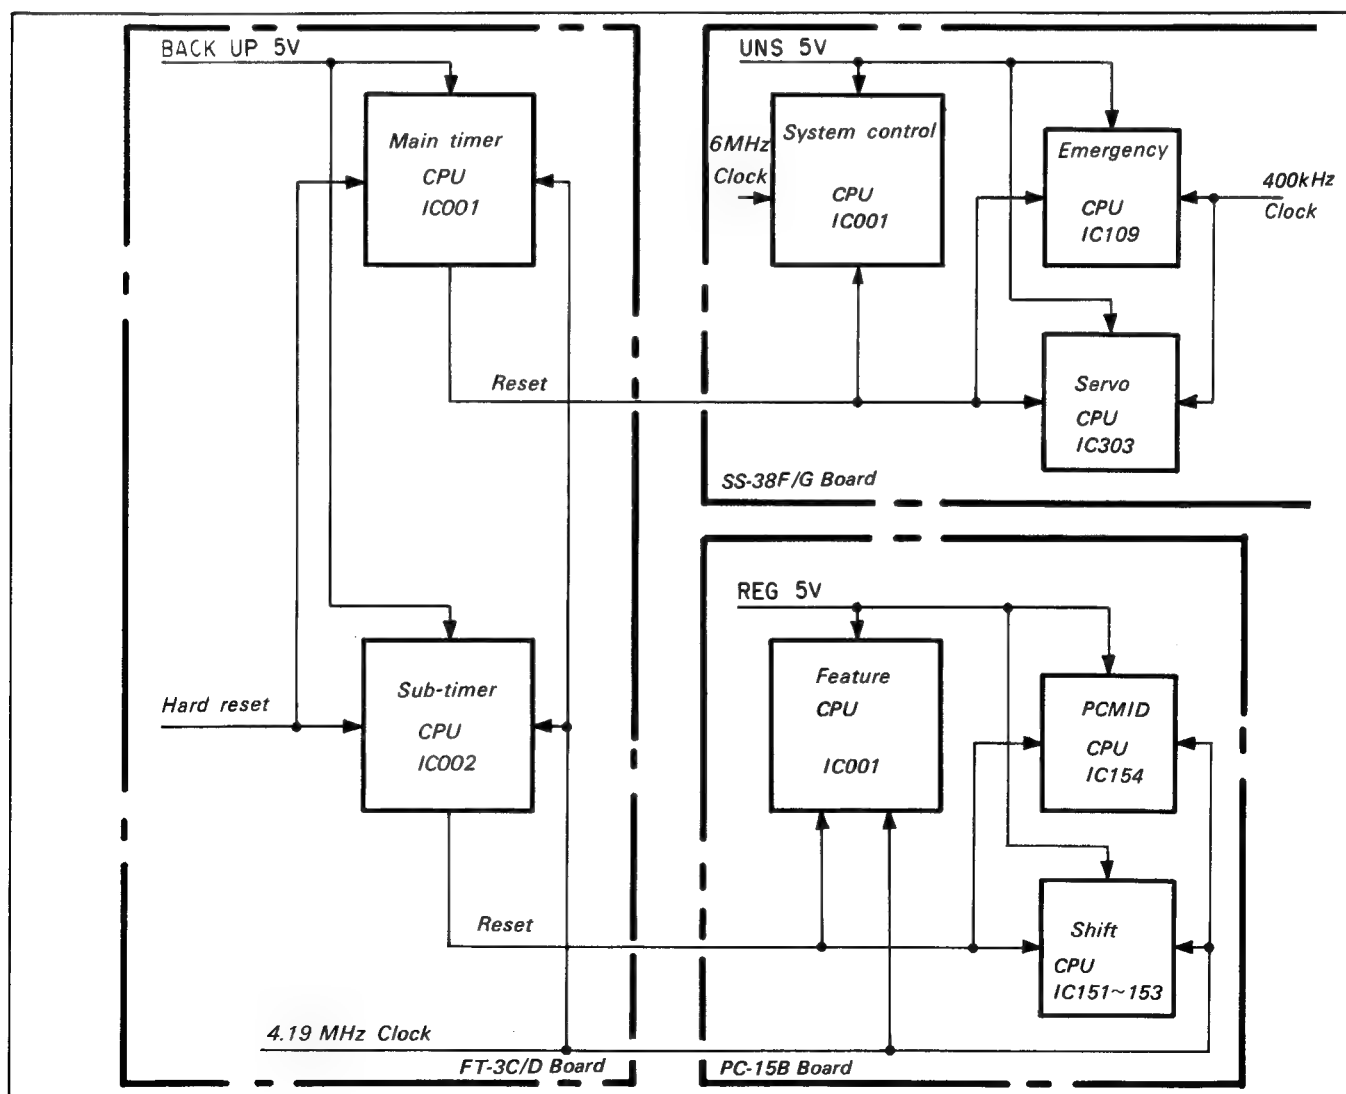 BACK UP 5V
Main timer
CPU
IC001
Hard reset
Sub-timer
CPU
IC002
Reset
Reset
4.19 MHz Clock
FT-3C/D Board
UNS 5V
6MHz
Clock
System control
CPU
IC001
Emergency
CPU
IC109
400kHz
Clock
Servo
CPU
IC303
SS-38F/G Board
REG 5V
Feature
CPU
IC001
PCMID
CPU
IC154
Shift
CPU
IC151~153
PC-15B Board